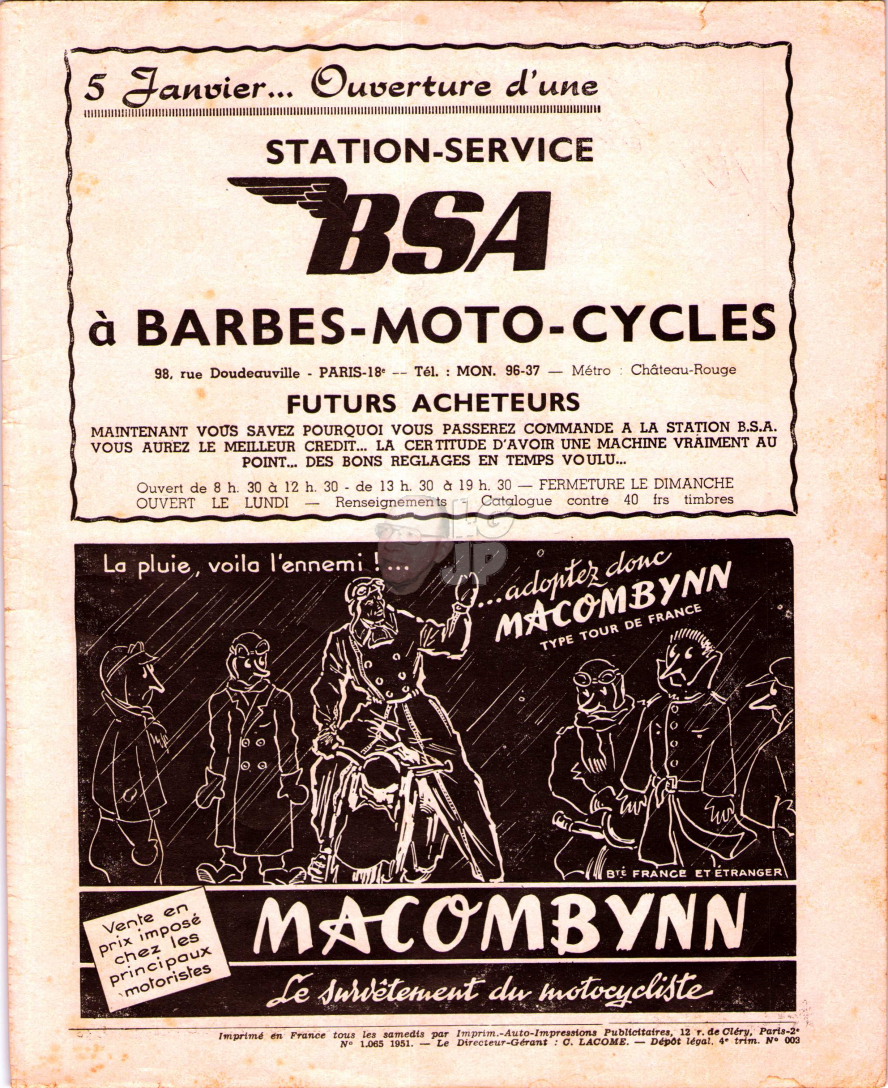 5 Janvier... Ouverture d'une
STATION-SERVICE
BSA
à BARBES-MOTO-CYCLES
98, rue Doudeauville - PARIS-18e -- Tél. : MON. 96-37 — Métro : Château-Rouge
FUTURS ACHETEURS
MAINTENANT VOUS SAVEZ POURQUOI VOUS PASSEREZ COMMANDE A LA STATION B.S.A.
VOUS AUREZ LE MEILLEUR CREDIT... LA CERTITUDE D'AVOIR UNE MACHINE VRAIMENT AU
POINT... DES BONS REGLAGES EN TEMPS VOULU...
Ouvert de 8 h. 30 à 12 h. 30 - de 13 h. 30 à 19 h. 30 — FERMETURE LE DIMANCHE
OUVERT LE LUNDI — Renseignements - Catalogue contre 40 frs timbres
LG
JP
La pluie, voila l'ennemi !...
...adoptez donc
MACOMBYNN
TYPE TOUR DE FRANCE
Bté FRANCE ET ETRANGER
Vente en
prix imposé
chez les
principaux
motoristes
MACOMBYNN
Le survêtement du motocycliste
Imprimé en France tous les samedis par Imprim.-Auto-Impressions Publicitaires, 12 r. de Cléry, Paris-2e
N° 1.065 1951. — Le Directeur-Gérant : C. LACOME. — Dépôt légal. 4e trim. N° 003